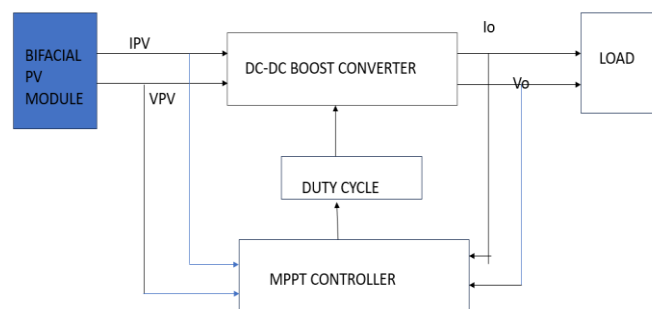 BIFACIAL
PV
MODULE
IPV
VPV
DC-DC BOOST CONVERTER
Io
Vo
LOAD
DUTY CYCLE
MPPT CONTROLLER